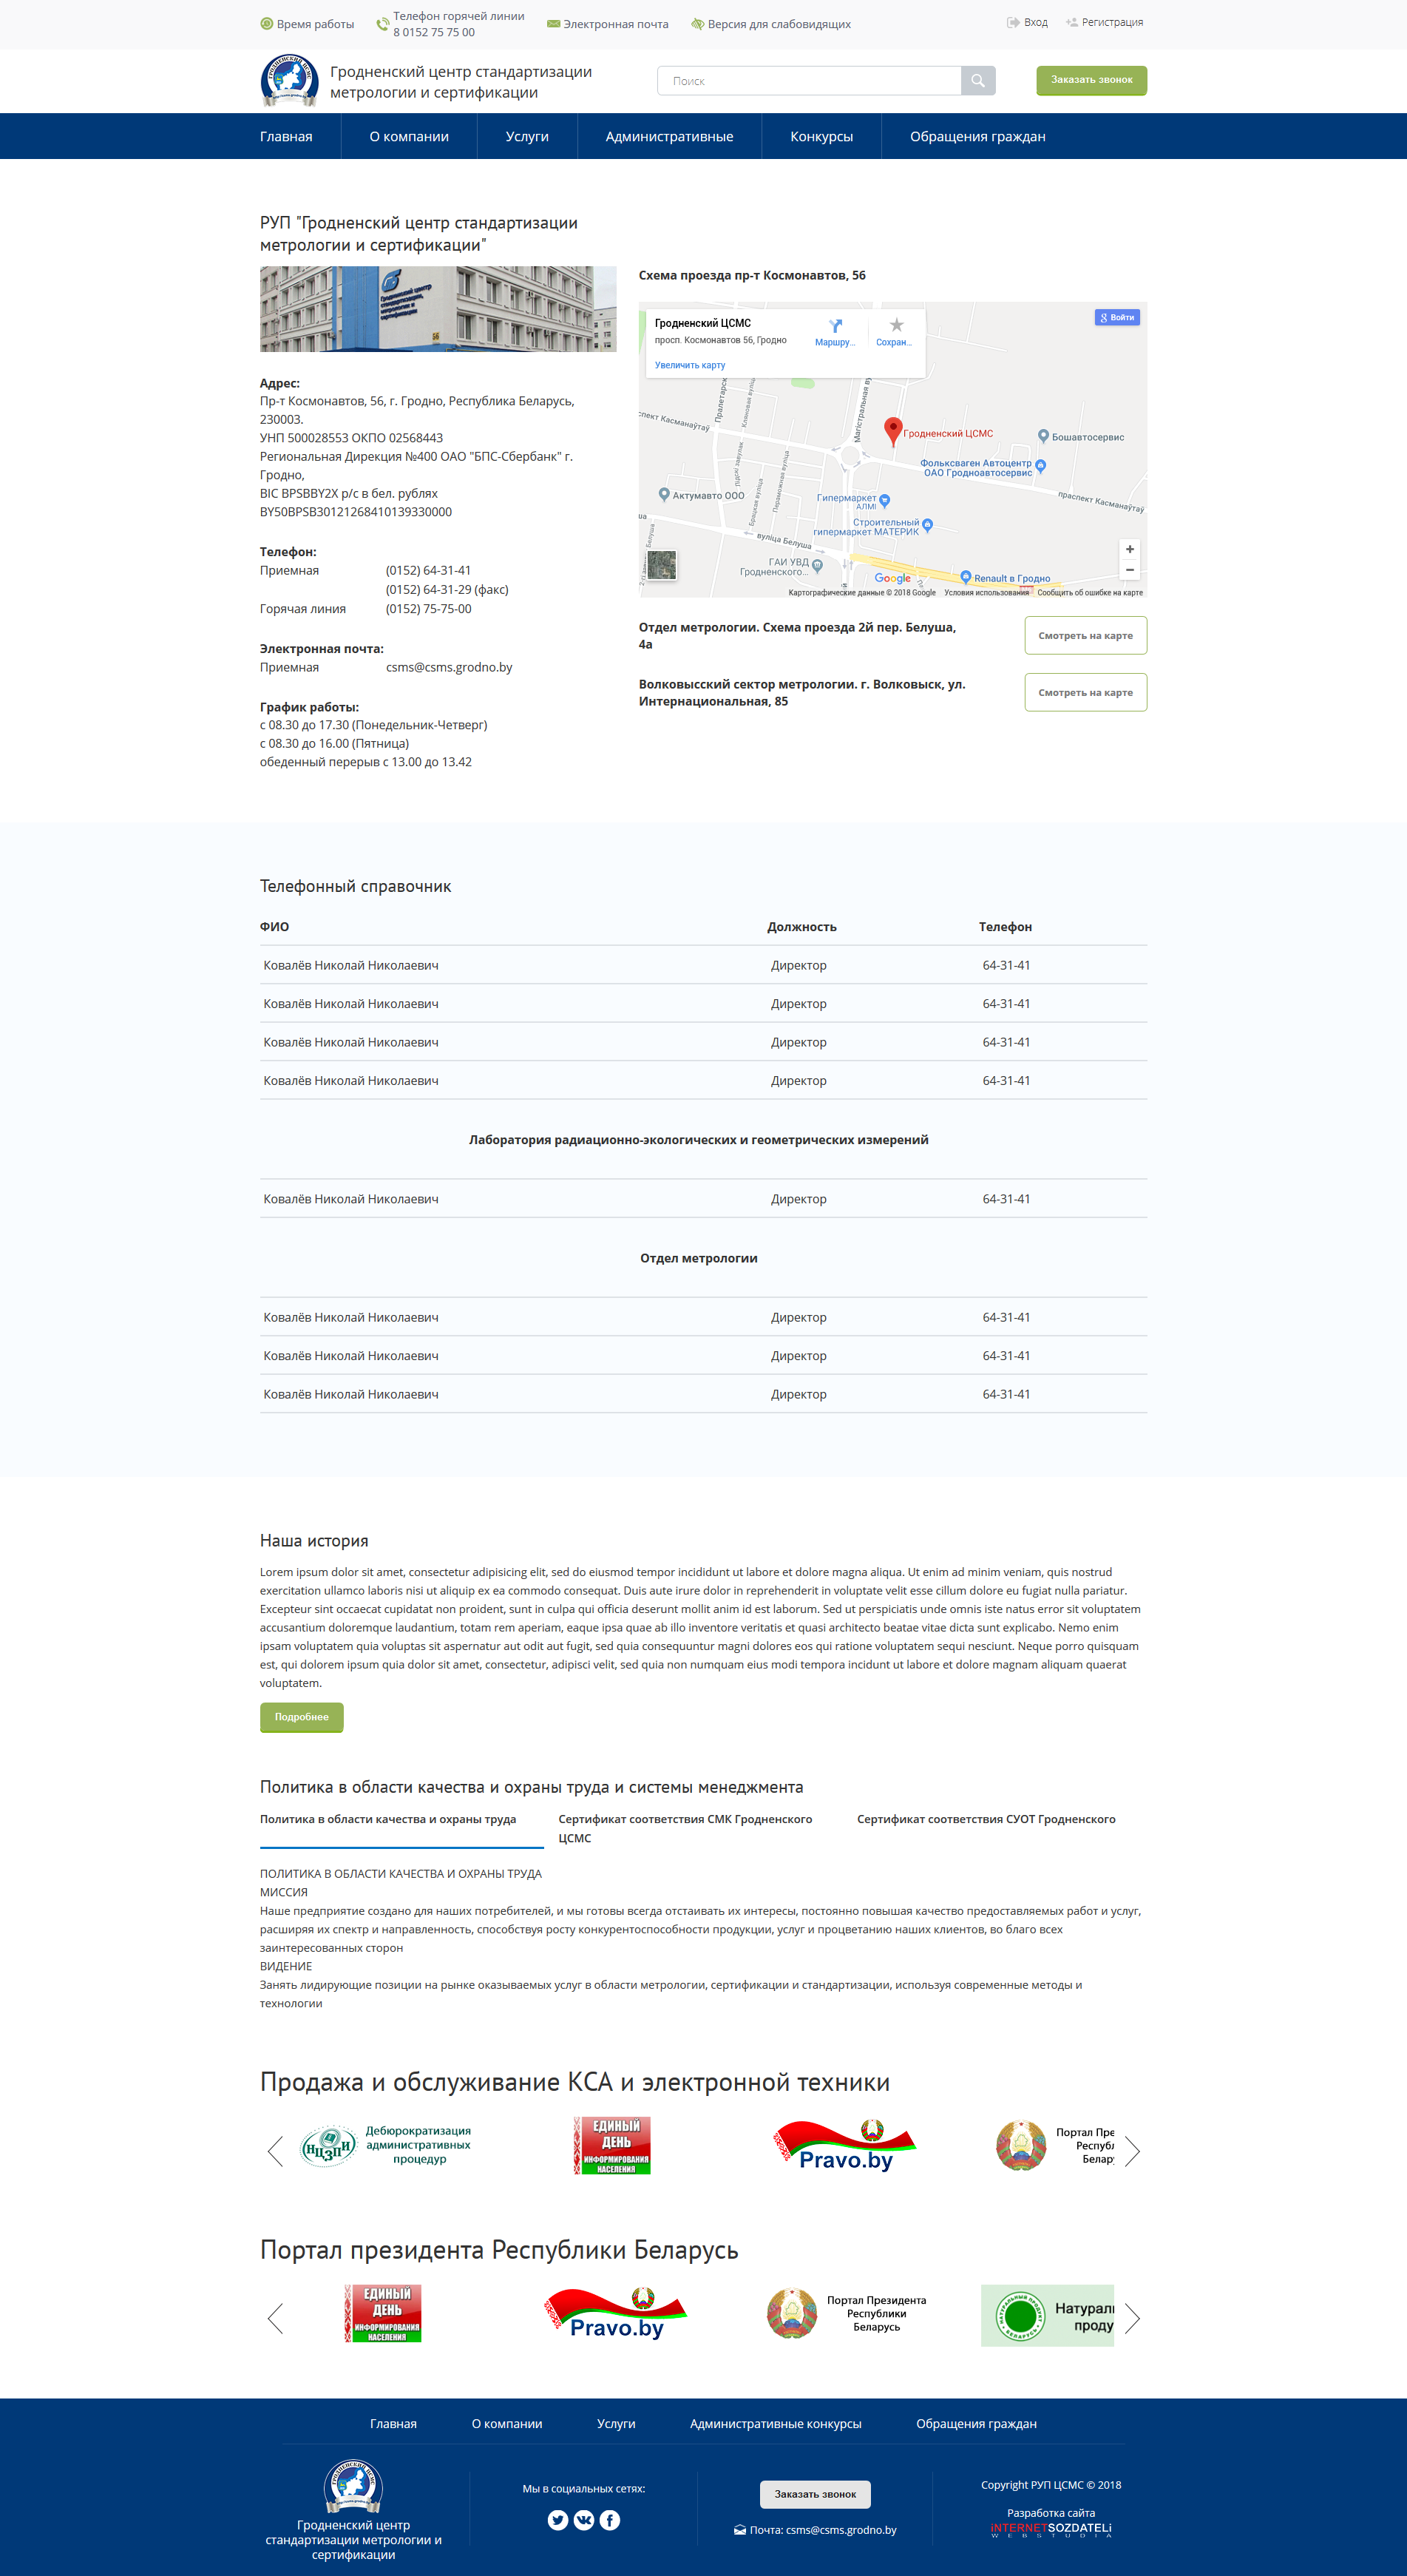 Время работы
Телефон горячей линии
8 0152 75 75 00
Электронная почта
Версия для слабовидящих
Вход
Регистрация
ГРОДНЕНСКИЙ ЦСМС
Гродненский центр стандартизации
метрологии и сертификации
Поиск
Заказать звонок
Главная
О компании
Услуги
Административные
Конкурсы
Обращения граждан
РУП "Гродненский центр стандартизации
метрологии и сертификации"
Гродненский центр
стандартизации,
метрологии и
сертификации
56
Адрес:
Пр-т Космонавтов, 56, г. Гродно, Республика Беларусь,
230003.
УНП 500028553 ОКПО 02568443
Региональная Дирекция №400 ОАО "БПС-Сбербанк" г.
Гродно,
BIC BPSBBY2X р/с в бел. рублях
BY50BPSB30121268410139330000
Телефон:
Приемная (0152) 64-31-41
(0152) 64-31-29 (факс)
Горячая линия (0152) 75-75-00
Электронная почта:
Приемная csms@csms.grodno.by
График работы:
с 08.30 до 17.30 (Понедельник-Четверг)
с 08.30 до 16.00 (Пятница)
обеденный перерыв с 13.00 до 13.42
Схема проезда пр-т Космонавтов, 56
Гродненский ЦСМС
просп. Космонавтов 56, Гродно
Увеличить карту
Маршру...
Сохран...
Войти
Гродненский ЦСМС
Бошавтосервис
Фольксваген Автоцентр
ОАО Гродноавтосервис
Актумавто ООО
Гипермаркет
АЛМІ
праспект Касманаўтаў
Строительный
гипермаркет МАТЕРИК
вуліца Белуша
ГАИ УВД
Гродненского...
Renault в Гродно
Google
Картографические данные © 2018 Google
Условия использования
Сообщить об ошибке на карте
Отдел метрологии. Схема проезда 2й пер. Белуша,
4а
Смотреть на карте
Волковысский сектор метрологии. г. Волковыск, ул.
Интернациональная, 85
Смотреть на карте
Телефонный справочник
ФИО Должность Телефон
Ковалёв Николай Николаевич Директор 64-31-41
Ковалёв Николай Николаевич Директор 64-31-41
Ковалёв Николай Николаевич Директор 64-31-41
Ковалёв Николай Николаевич Директор 64-31-41
Лаборатория радиационно-экологических и геометрических измерений
Ковалёв Николай Николаевич Директор 64-31-41
Отдел метрологии
Ковалёв Николай Николаевич Директор 64-31-41
Ковалёв Николай Николаевич Директор 64-31-41
Ковалёв Николай Николаевич Директор 64-31-41
Наша история
Lorem ipsum dolor sit amet, consectetur adipisicing elit, sed do eiusmod tempor incididunt ut labore et dolore magna aliqua. Ut enim ad minim veniam, quis nostrud
exercitation ullamco laboris nisi ut aliquip ex ea commodo consequat. Duis aute irure dolor in reprehenderit in voluptate velit esse cillum dolore eu fugiat nulla pariatur.
Excepteur sint occaecat cupidatat non proident, sunt in culpa qui officia deserunt mollit anim id est laborum. Sed ut perspiciatis unde omnis iste natus error sit voluptatem
accusantium doloremque laudantium, totam rem aperiam, eaque ipsa quae ab illo inventore veritatis et quasi architecto beatae vitae dicta sunt explicabo. Nemo enim
ipsam voluptatem quia voluptas sit aspernatur aut odit aut fugit, sed quia consequuntur magni dolores eos qui ratione voluptatem sequi nesciunt. Neque porro quisquam
est, qui dolorem ipsum quia dolor sit amet, consectetur, adipisci velit, sed quia non numquam eius modi tempora incidunt ut labore et dolore magnam aliquam quaerat
voluptatem.
Подробнее
Политика в области качества и охраны труда и системы менеджмента
Политика в области качества и охраны труда
Сертификат соответствия СМК Гродненского
ЦСМС
Сертификат соответствия СУОТ Гродненского
ПОЛИТИКА В ОБЛАСТИ КАЧЕСТВА И ОХРАНЫ ТРУДА
МИССИЯ
Наше предприятие создано для наших потребителей, и мы готовы всегда отстаивать их интересы, постоянно повышая качество предоставляемых работ и услуг,
расширяя их спектр и направленность, способствуя росту конкурентоспособности продукции, услуг и процветанию наших клиентов, во благо всех
заинтересованных сторон
ВИДЕНИЕ
Занять лидирующие позиции на рынке оказываемых услуг в области метрологии, сертификации и стандартизации, используя современные методы и
технологии
Продажа и обслуживание КСА и электронной техники
НЦЗПИ
Дебюрократизация
административных
процедур
ЕДИНЫЙ
ДЕНЬ
ИНФОРМИРОВАНИЯ
НАСЕЛЕНИЯ
Pravo.by
Портал Пре
Республ
Белару
Портал президента Республики Беларусь
ЕДИНЫЙ
ДЕНЬ
ИНФОРМИРОВАНИЯ
НАСЕЛЕНИЯ
Pravo.by
Портал Президента
Республики
Беларусь
Натураль
проду
Главная
О компании
Услуги
Административные конкурсы
Обращения граждан
ГРОДНЕНСКИЙ ЦСМС
Гродненский центр
стандартизации метрологии и
сертификации
Мы в социальных сетях:
Заказать звонок
Почта: csms@csms.grodno.by
Copyright РУП ЦСМС © 2018
Разработка сайта
iNTERNETSOZDATELi
WEBSTUDIA